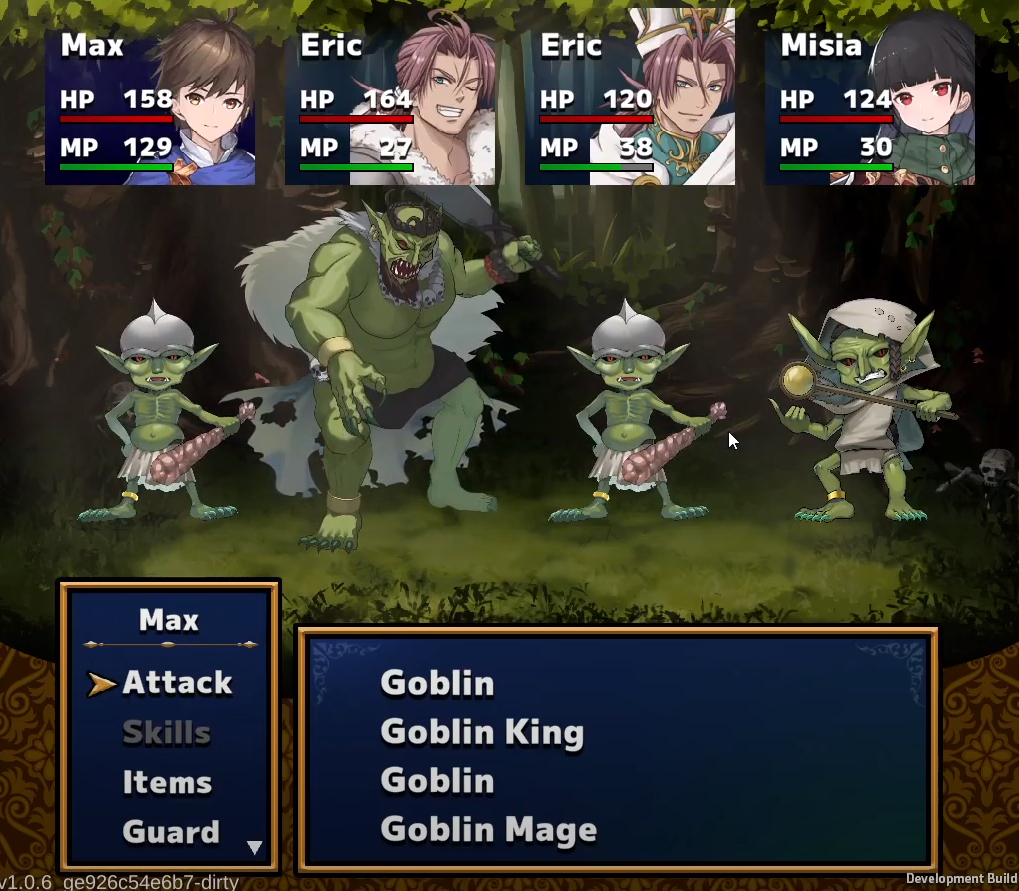 Max
HP 158
MP 129
Eric
HP 164
MP 27
Eric
HP 120
MP 38
Misia
HP 124
MP 30
Max
Attack
Skills
Items
Guard
Goblin
Goblin King
Goblin
Goblin Mage
v1.0.6 ge926c54e6b7-dirty
Development Build